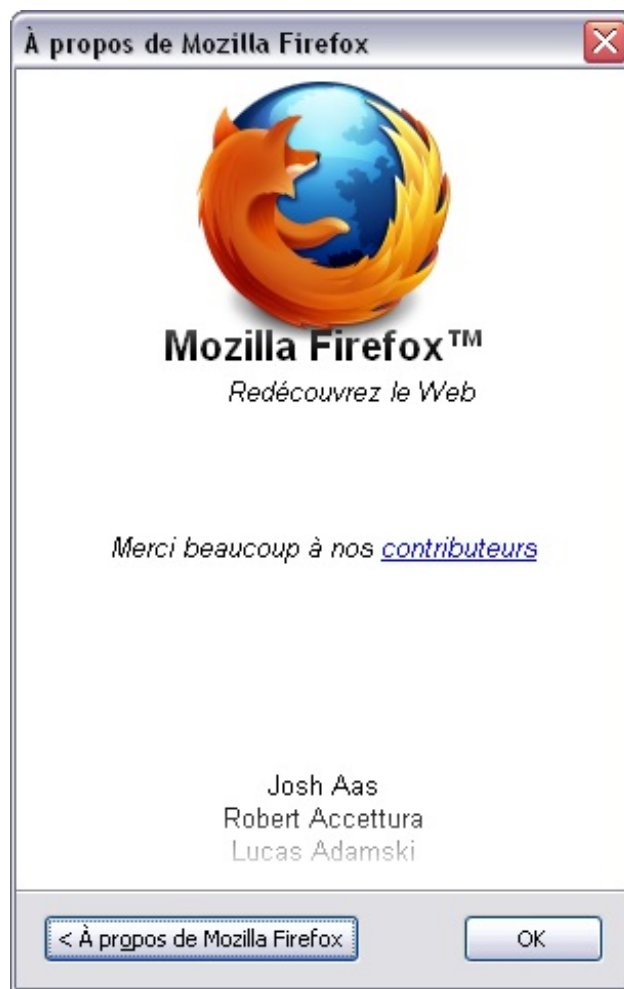 À propos de Mozilla Firefox
Mozilla Firefox™
Redécouvrez le Web
Merci beaucoup à nos contributeurs
Josh Aas
Robert Accettura
Lucas Adamski
< À propos de Mozilla Firefox
OK